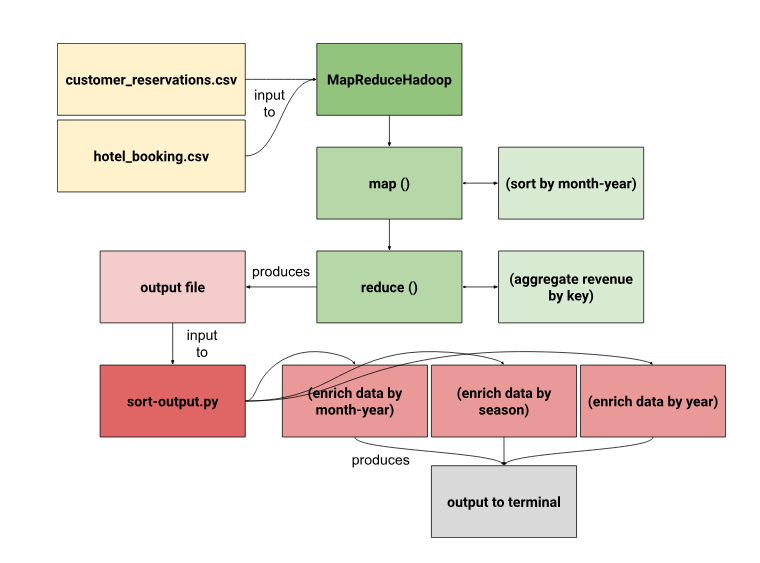 customer_reservations.csv
MapReduceHadoop
input
to
hotel_booking.csv
map ()
(sort by month-year)
output file
produces
reduce ()
(aggregate revenue
by key)
input
to
sort-output.py
(enrich data by
month-year)
(enrich data by
season)
(enrich data by year)
produces
output to terminal